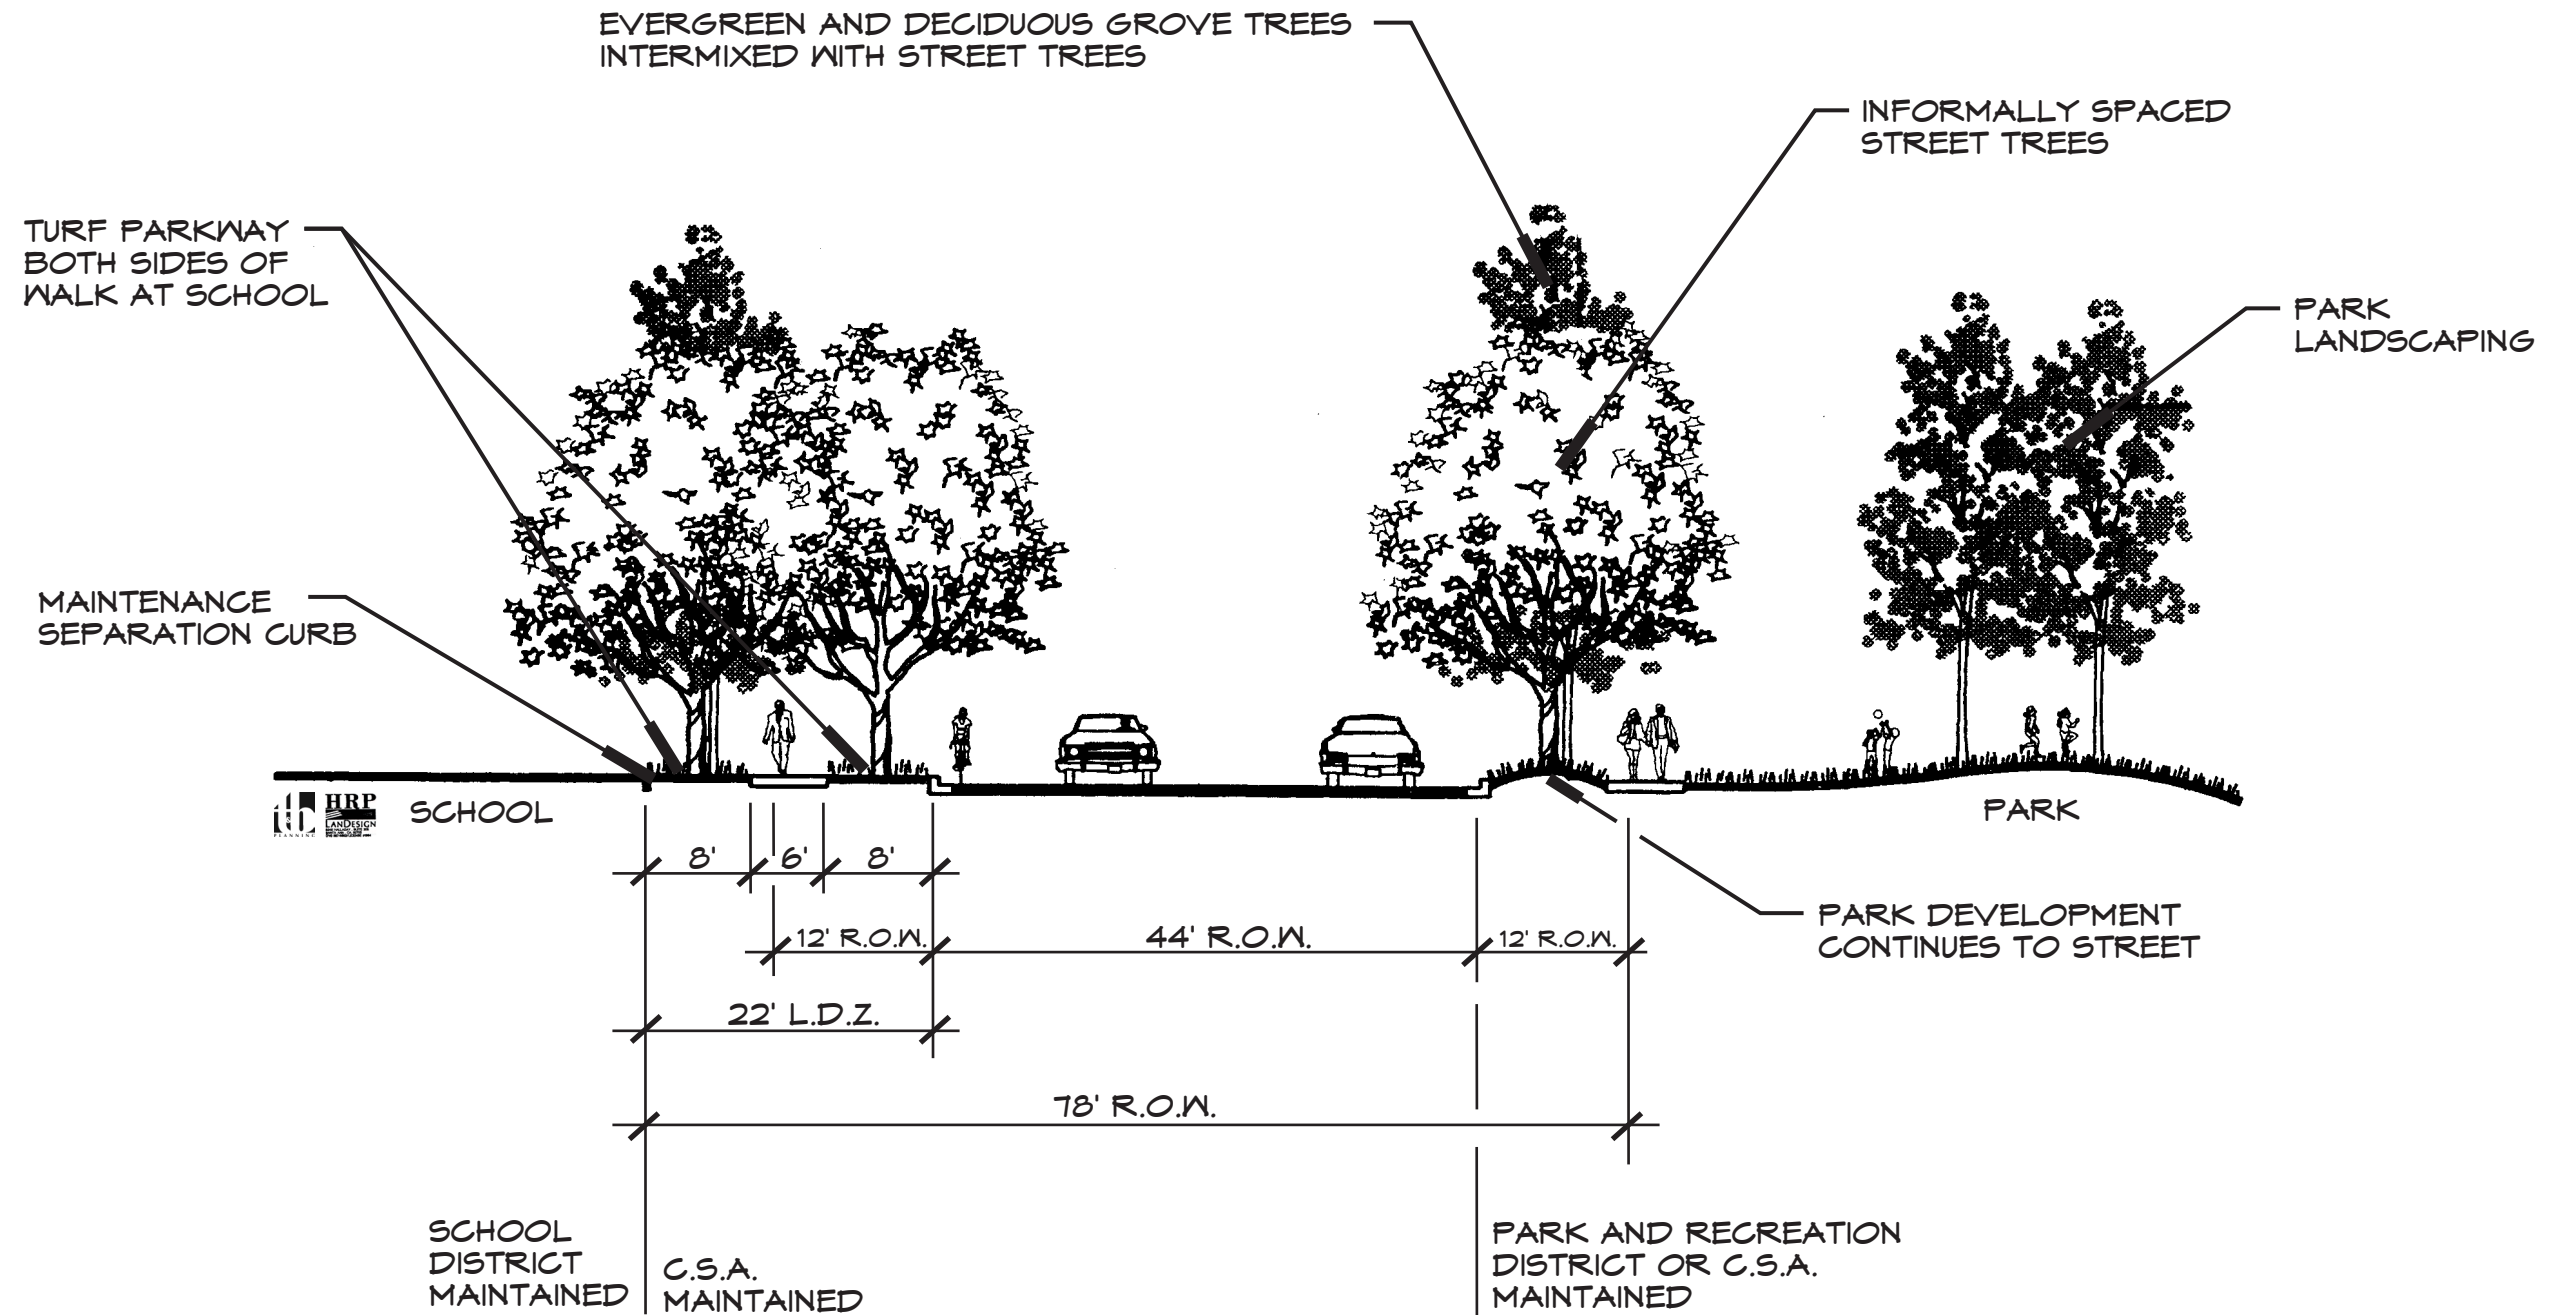 EVERGREEN AND DECIDUOUS GROVE TREES
INTERMIXED WITH STREET TREES
INFORMALLY SPACED
STREET TREES
TURF PARKWAY
BOTH SIDES OF
WALK AT SCHOOL
PARK
LANDSCAPING
MAINTENANCE
SEPARATION CURB
t&b
PLANNING
HRP
LANDESIGN
SCHOOL
PARK
8'
6'
8'
12' R.O.W.
44' R.O.W.
12' R.O.W.
PARK DEVELOPMENT
CONTINUES TO STREET
22' L.D.Z.
78' R.O.W.
SCHOOL
DISTRICT
MAINTAINED
C.S.A.
MAINTAINED
PARK AND RECREATION
DISTRICT OR C.S.A.
MAINTAINED